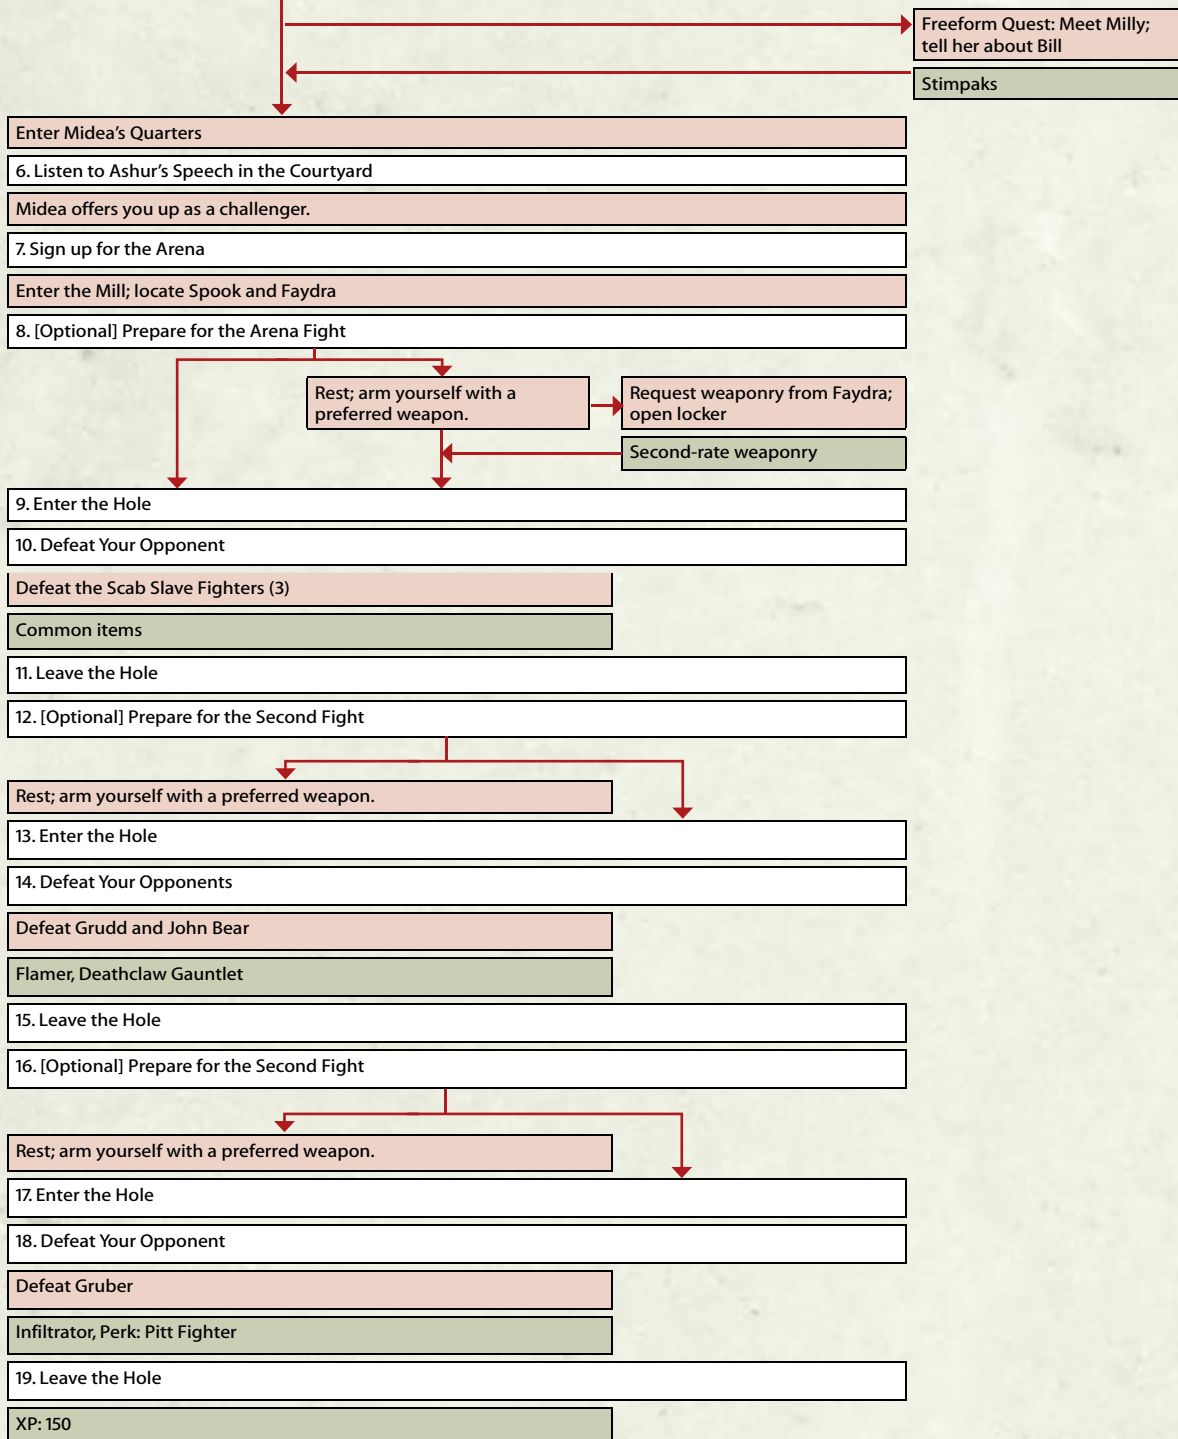 Freeform Quest: Meet Milly;
tell her about Bill
Stimpaks
Enter Midea's Quarters
6. Listen to Ashur's Speech in the Courtyard
Midea offers you up as a challenger.
7. Sign up for the Arena
Enter the Mill; locate Spook and Faydra
8. [Optional] Prepare for the Arena Fight
Rest; arm yourself with a
preferred weapon.
Request weaponry from Faydra;
open locker
Second-rate weaponry
9. Enter the Hole
10. Defeat Your Opponent
Defeat the Scab Slave Fighters (3)
Common items
11. Leave the Hole
12. [Optional] Prepare for the Second Fight
Rest; arm yourself with a preferred weapon.
13. Enter the Hole
14. Defeat Your Opponents
Defeat Grudd and John Bear
Flamer, Deathclaw Gauntlet
15. Leave the Hole
16. [Optional] Prepare for the Second Fight
Rest; arm yourself with a preferred weapon.
17. Enter the Hole
18. Defeat Your Opponent
Defeat Gruber
Infiltrator, Perk: Pitt Fighter
19. Leave the Hole
XP: 150